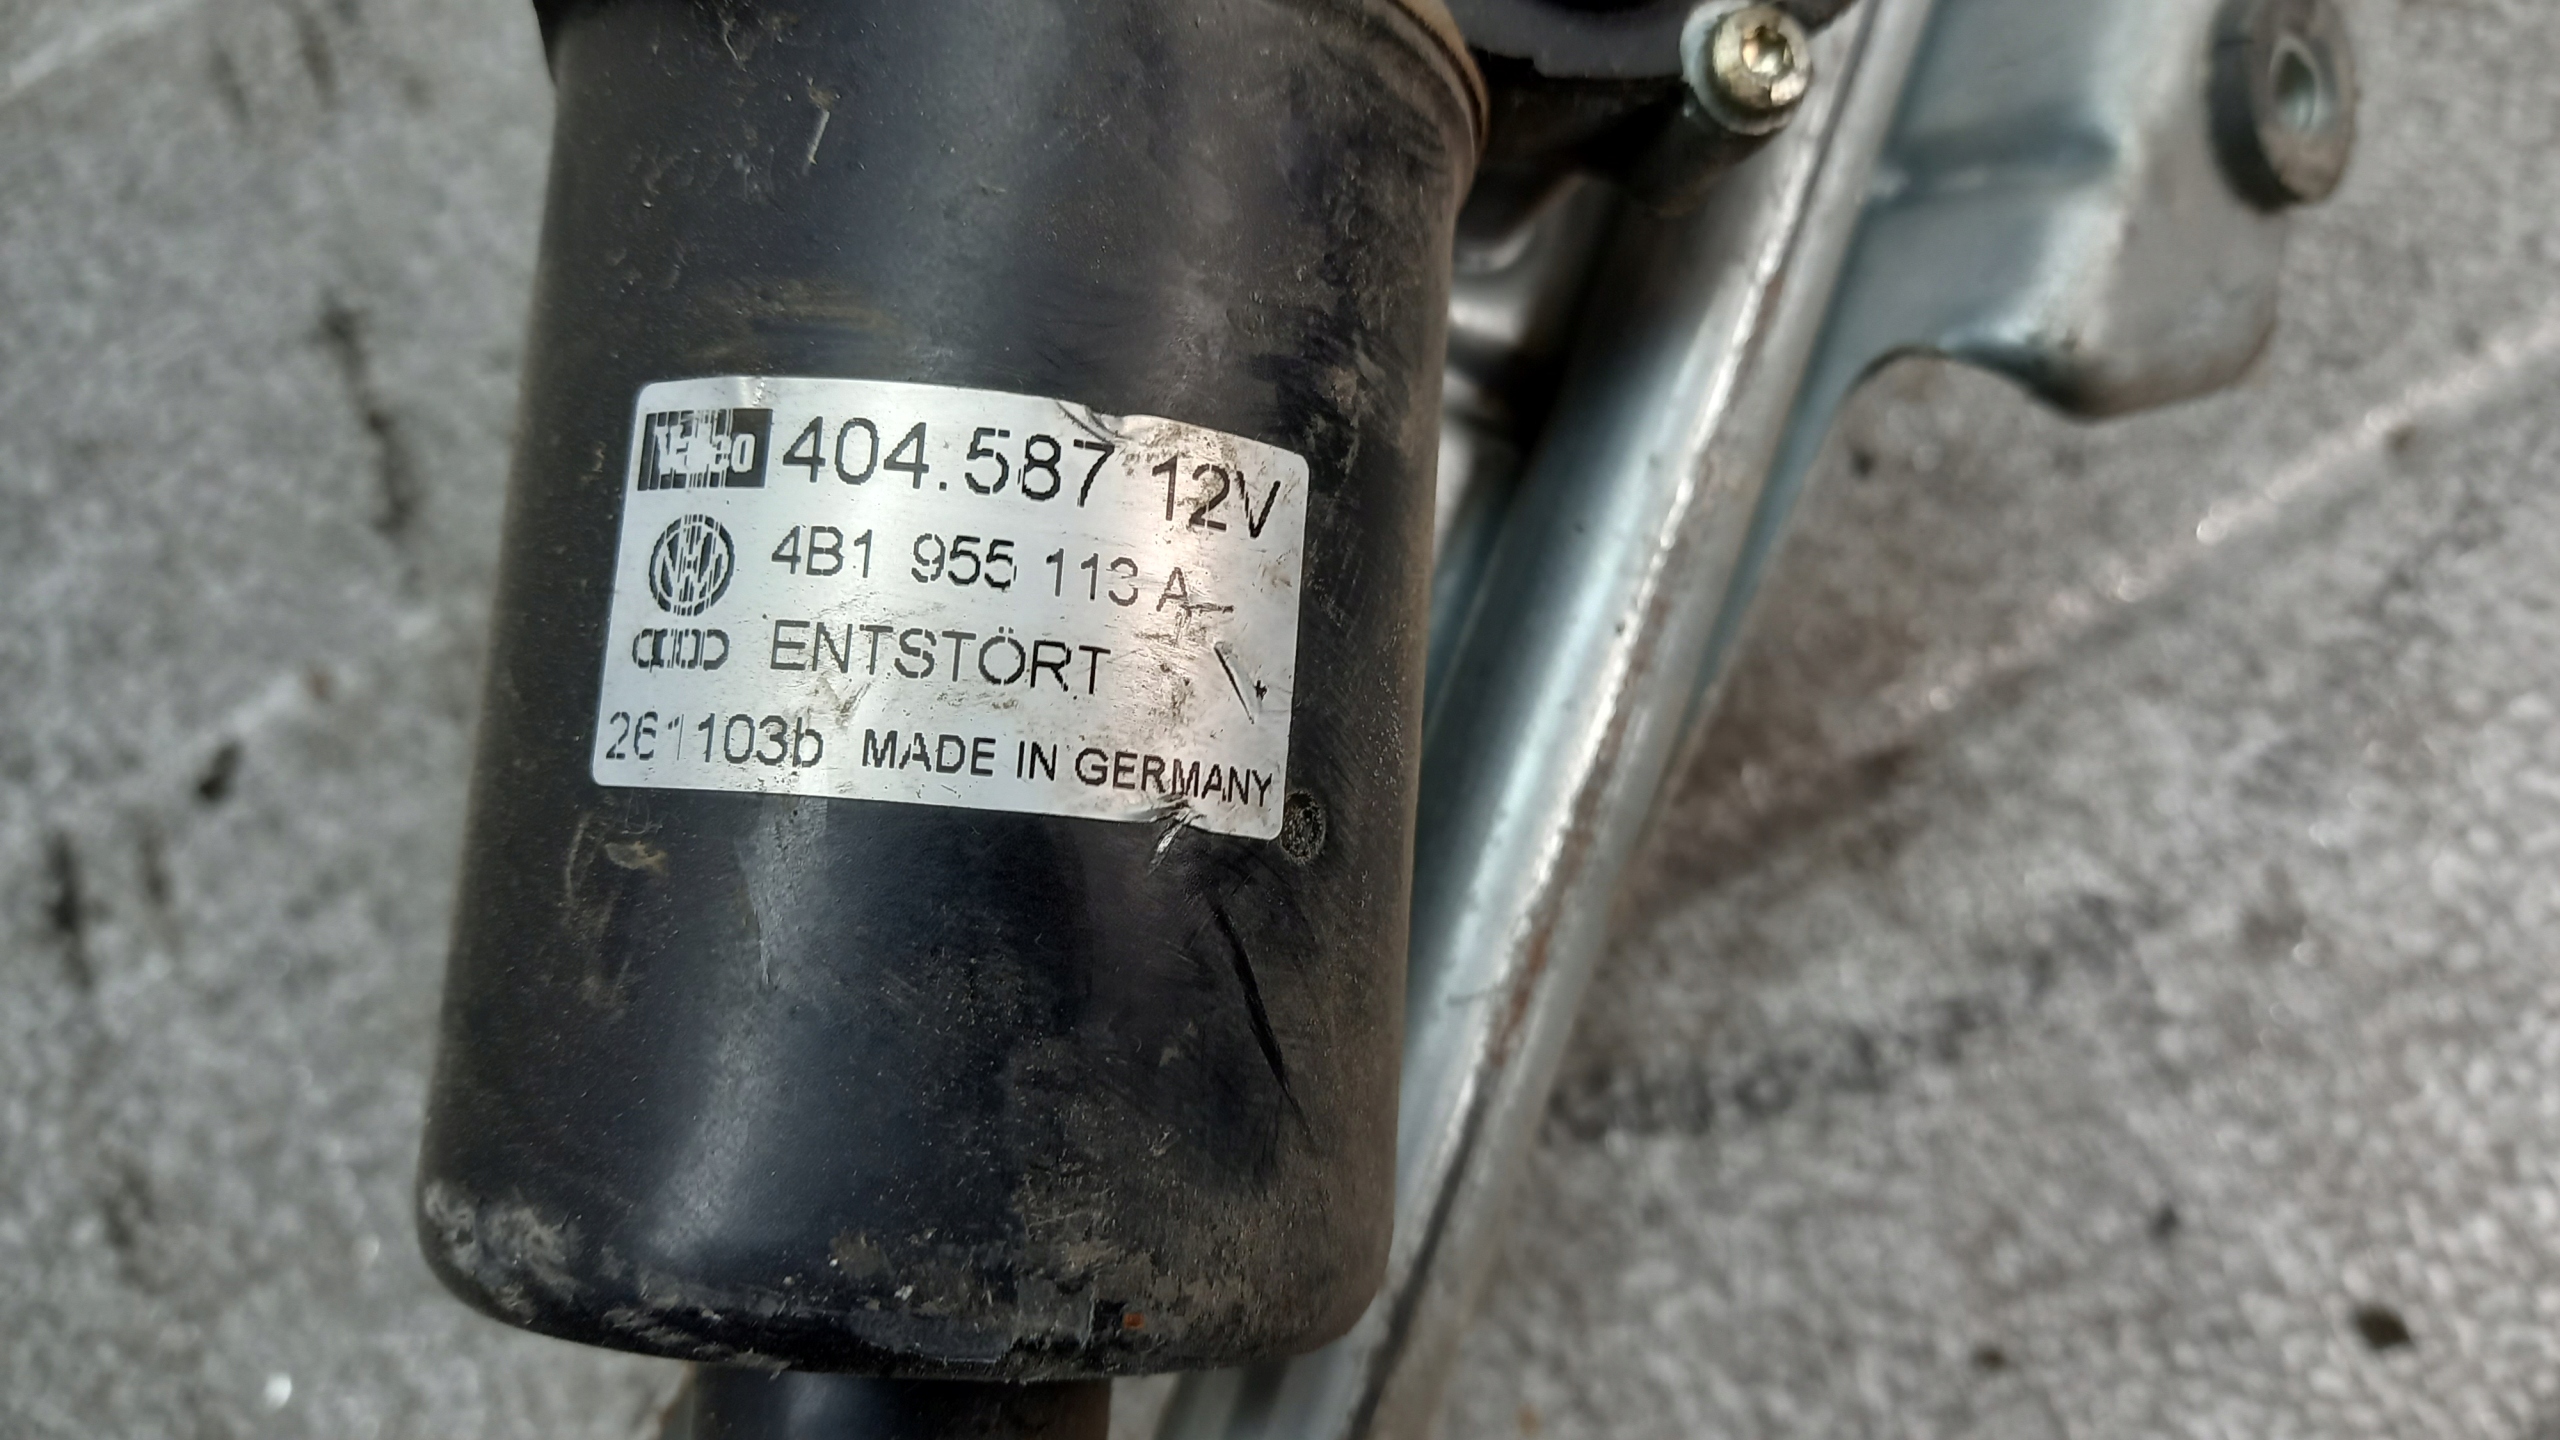 Valeo 404.587 12V
4B1 955 113 A
ENTSTÖRT
261103b MADE IN GERMANY